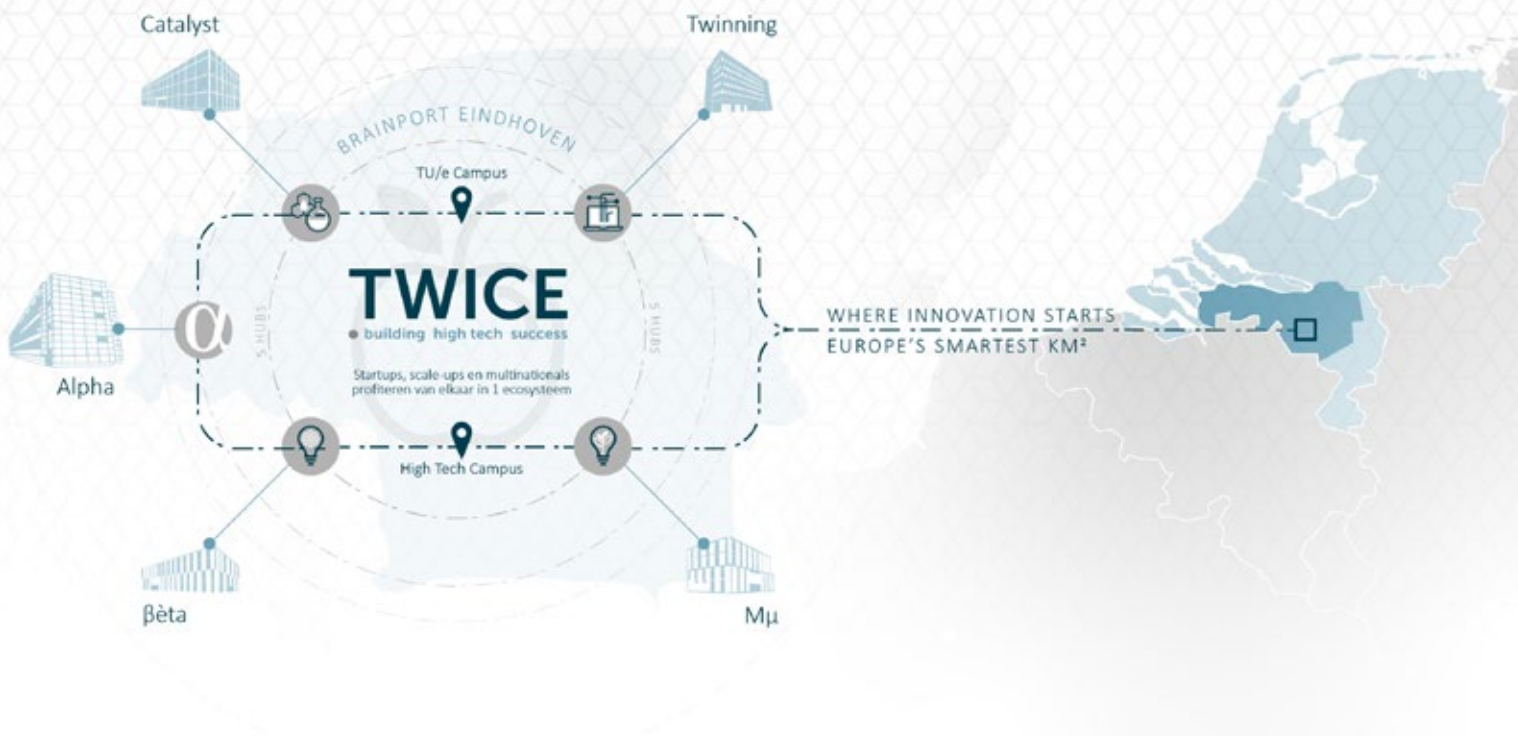 Catalyst
Twinning
BRAINPORT EINDHOVEN
TU/e Campus
TWICE
building high tech success
5 HUBS
5 HUBS
WHERE INNOVATION STARTS
EUROPE'S SMARTEST KM²
Startups, scale-ups en multinationals
profiteren van elkaar in 1 ecosysteem
α
Alpha
High Tech Campus
βèta
Mμ